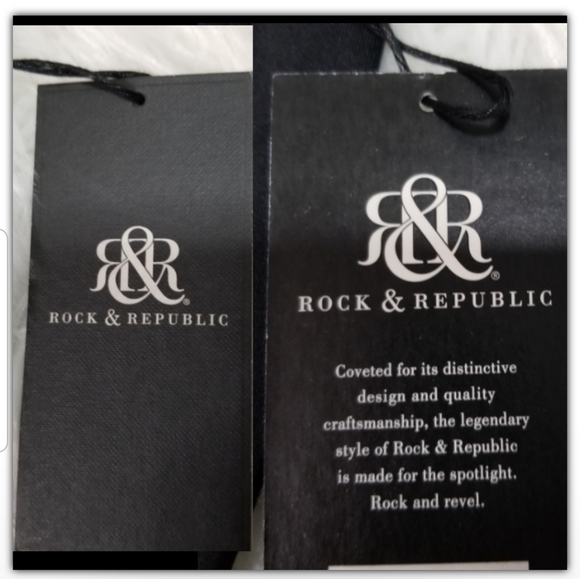 R&R®
ROCK & REPUBLIC
R&R®
ROCK & REPUBLIC
Coveted for its distinctive
design and quality
craftsmanship, the legendary
style of Rock & Republic
is made for the spotlight.
Rock and revel.